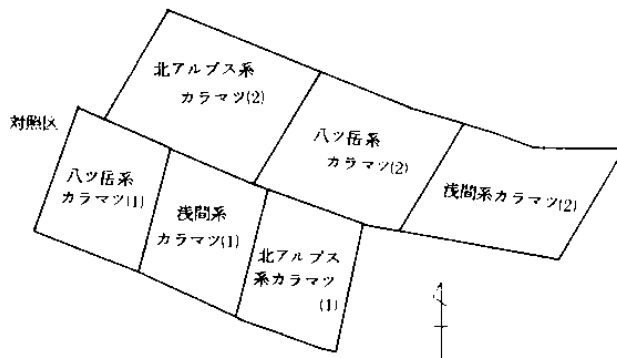 北アルプス系
カラマツ(2)
八ツ岳系
カラマツ(2)
浅間系カラマツ(2)
対照区
八ツ岳系
カラマツ(1)
浅間系
カラマツ(1)
北アルプス
系カラマツ
(1)